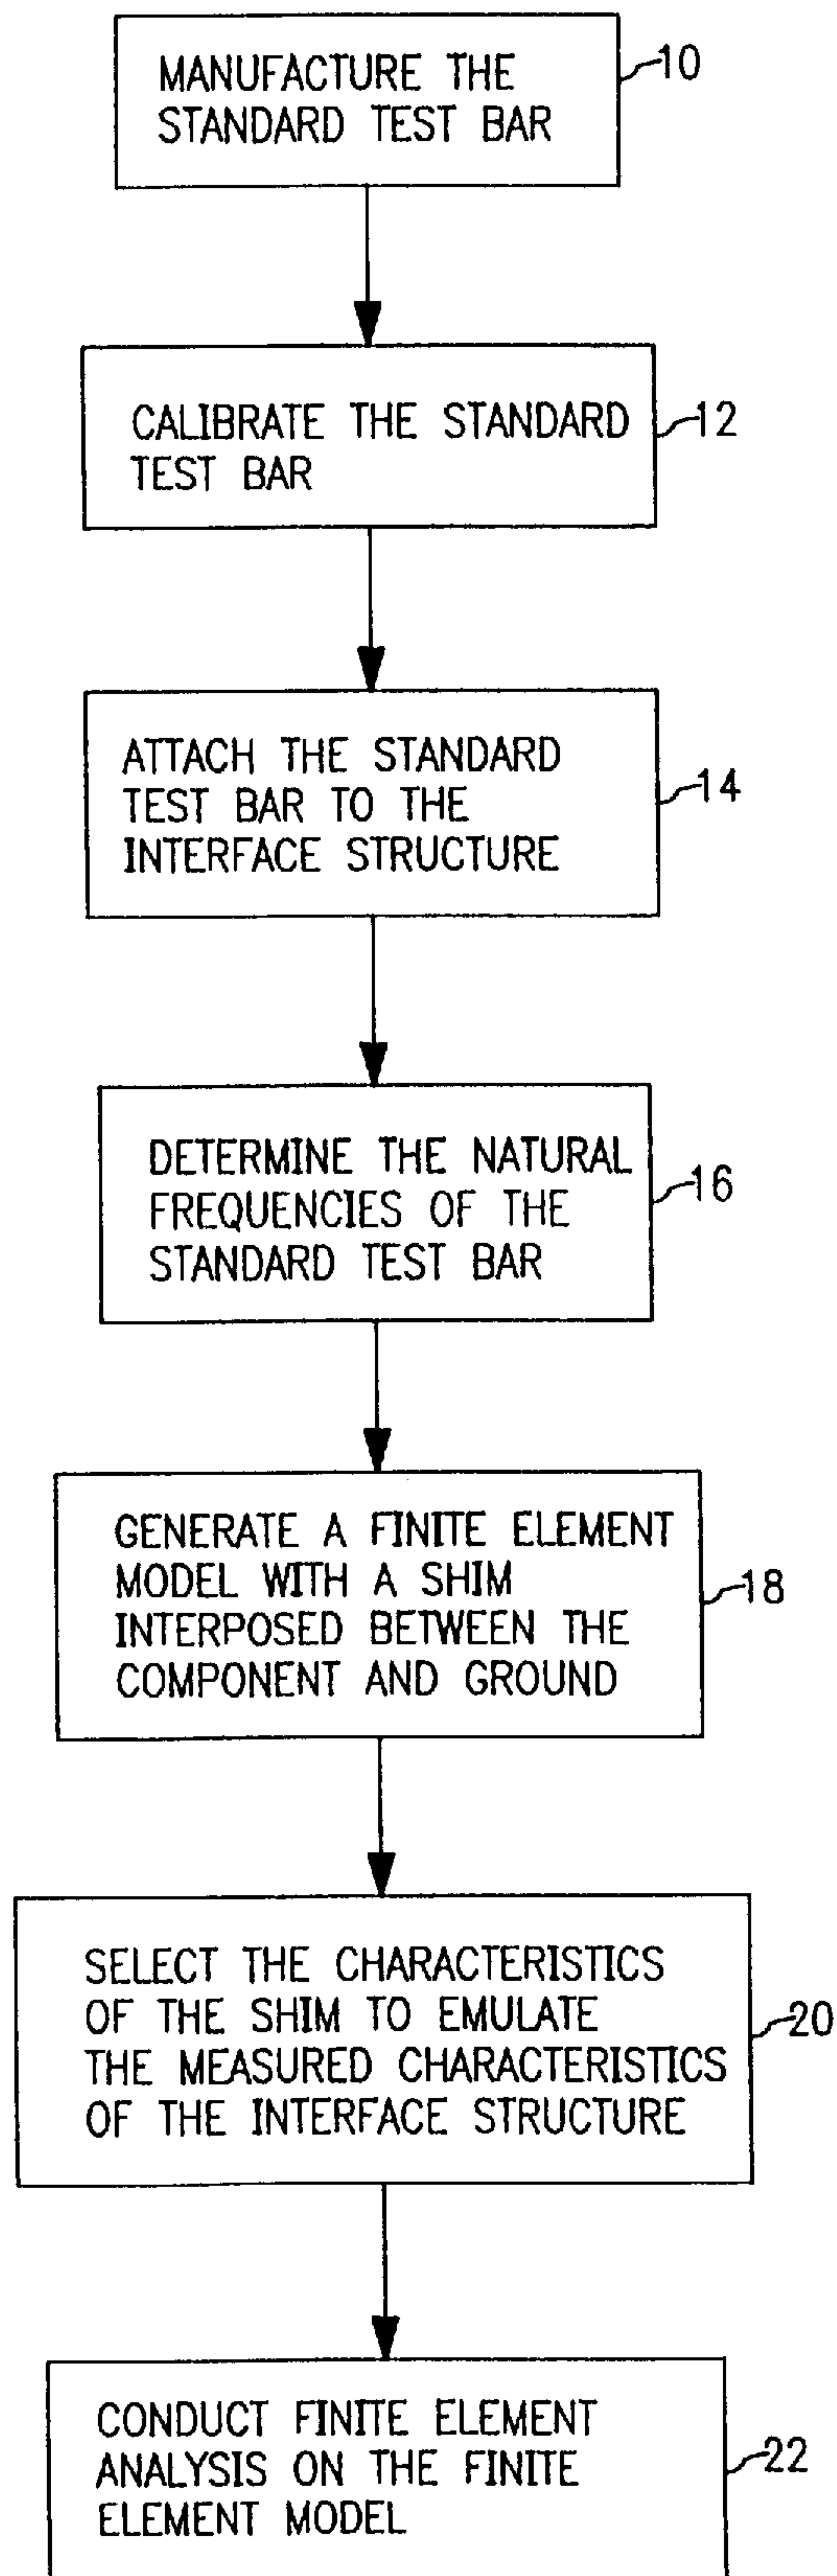 MANUFACTURE THE
STANDARD TEST BAR
10
CALIBRATE THE STANDARD
TEST BAR
12
ATTACH THE STANDARD
TEST BAR TO THE
INTERFACE STRUCTURE
14
DETERMINE THE NATURAL
FREQUENCIES OF THE
STANDARD TEST BAR
16
GENERATE A FINITE ELEMENT
MODEL WITH A SHIM
INTERPOSED BETWEEN THE
COMPONENT AND GROUND
18
SELECT THE CHARACTERISTICS
OF THE SHIM TO EMULATE
THE MEASURED CHARACTERISTICS
OF THE INTERFACE STRUCTURE
20
CONDUCT FINITE ELEMENT
ANALYSIS ON THE FINITE
ELEMENT MODEL
22